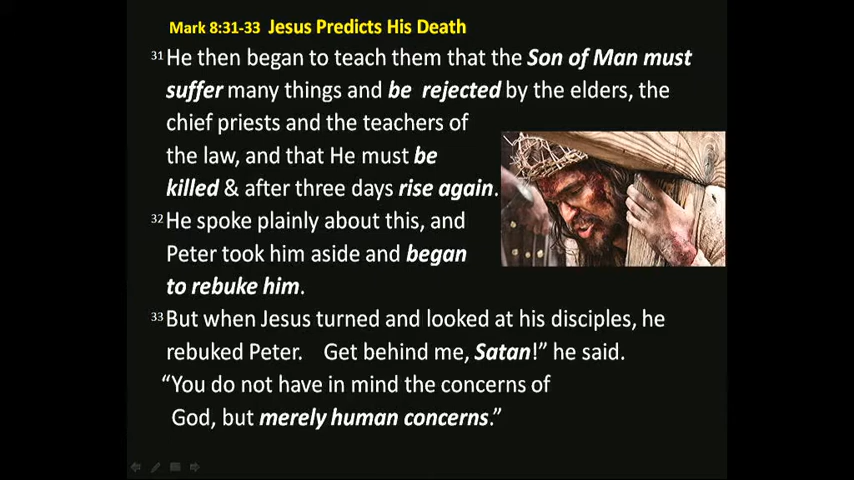 Mark 8:31-33 Jesus Predicts His Death
31 He then began to teach them that the Son of Man must
suffer many things and be rejected by the elders, the
chief priests and the teachers of
the law, and that He must be
killed & after three days rise again.
32 He spoke plainly about this, and
Peter took him aside and began
to rebuke him.
33 But when Jesus turned and looked at his disciples, he
rebuked Peter. Get behind me, Satan!” he said.
“You do not have in mind the concerns of
God, but merely human concerns.”